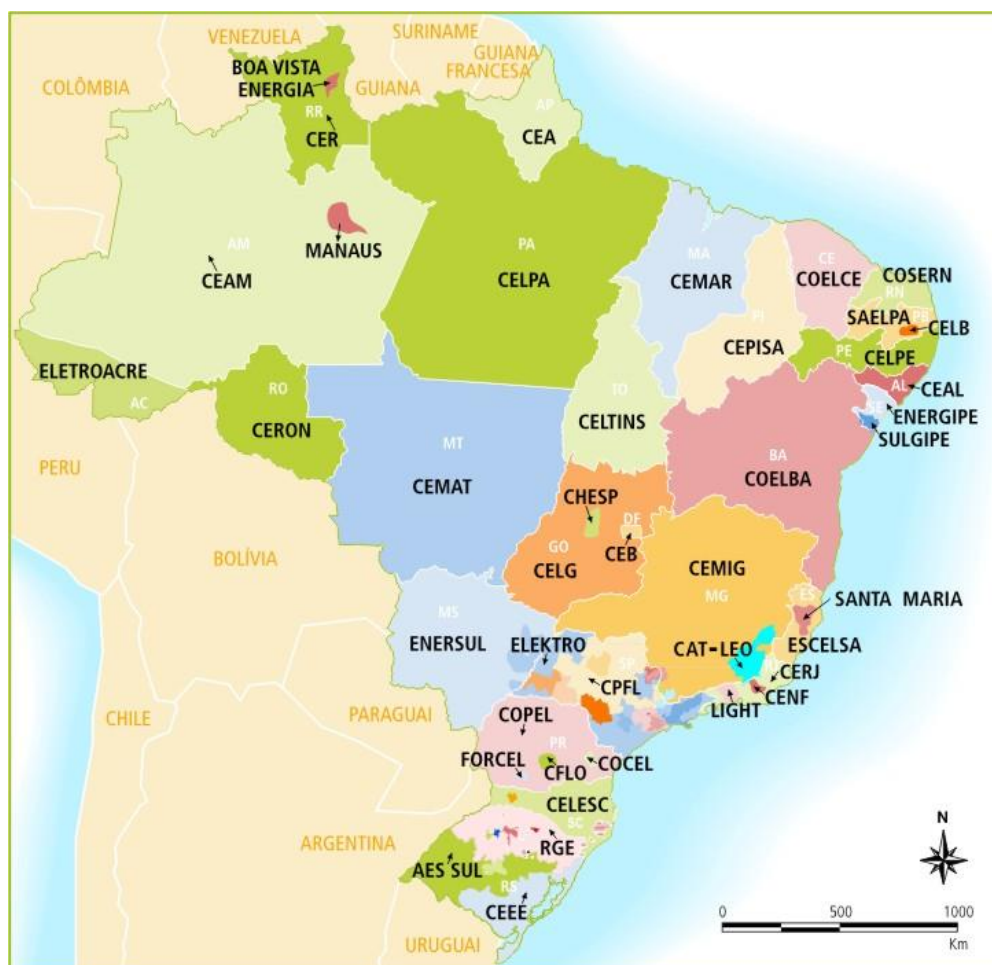 VENEZUELA
SURINAME
GUIANA
FRANCESA
COLÔMBIA
BOA VISTA
ENERGIA
GUIANA
RR
CER
AP
CEA
AM
MANAUS
CEAM
PA
CELPA
MA
CEMAR
CE
COELCE
COSERN
RN
PI
CEPISA
SAELPA
PB
CELB
PE
CELPE
ELETROACRE
AC
RO
CERON
TO
CELTINS
AL
CEAL
SE
ENERGIPE
SULGIPE
PERU
MT
CEMAT
BA
COELBA
CHESP
DF
CEB
GO
CELG
BOLÍVIA
CEMIG
MG
ES
SANTA MARIA
MS
ENERSUL
ELEKTRO
SP
CPFL
CAT-LEO
ESCELSA
CERJ
CENF
LIGHT
CHILE
PARAGUAI
COPEL
PR
FORCEL
CFLO
COCEL
CELESC
SC
ARGENTINA
RGE
AES SUL
RS
CEEE
URUGUAI
N
0 500 1000
Km